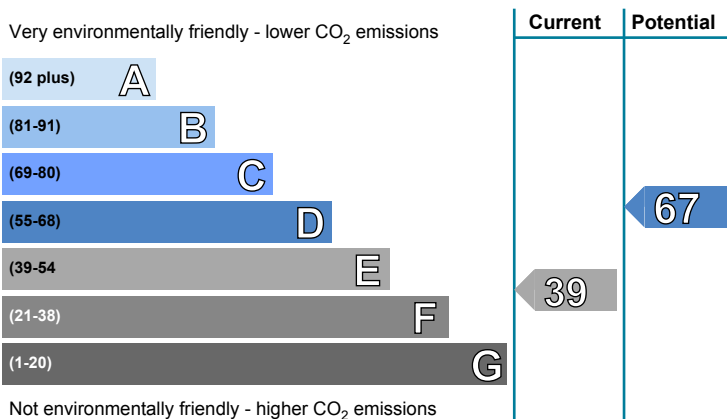 Current Potential
Very environmentally friendly - lower CO2 emissions
(92 plus) A
(81-91) B
(69-80) C
(55-68) D
67
(39-54 E
39
(21-38) F
(1-20) G
Not environmentally friendly - higher CO2 emissions